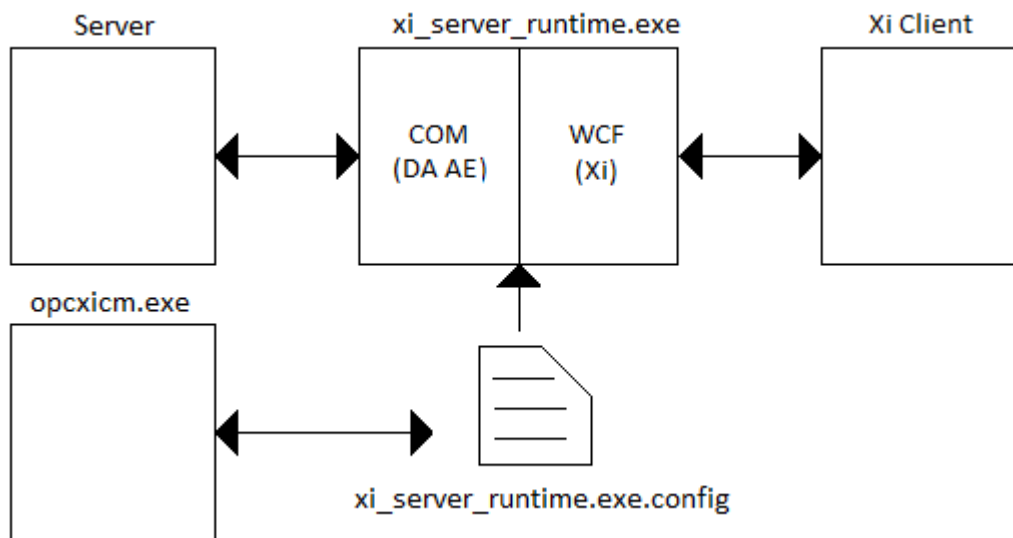 Server
xi_server_runtime.exe
Xi Client
COM
(DA AE)
WCF
(Xi)
opcxicm.exe
xi_server_runtime.exe.config